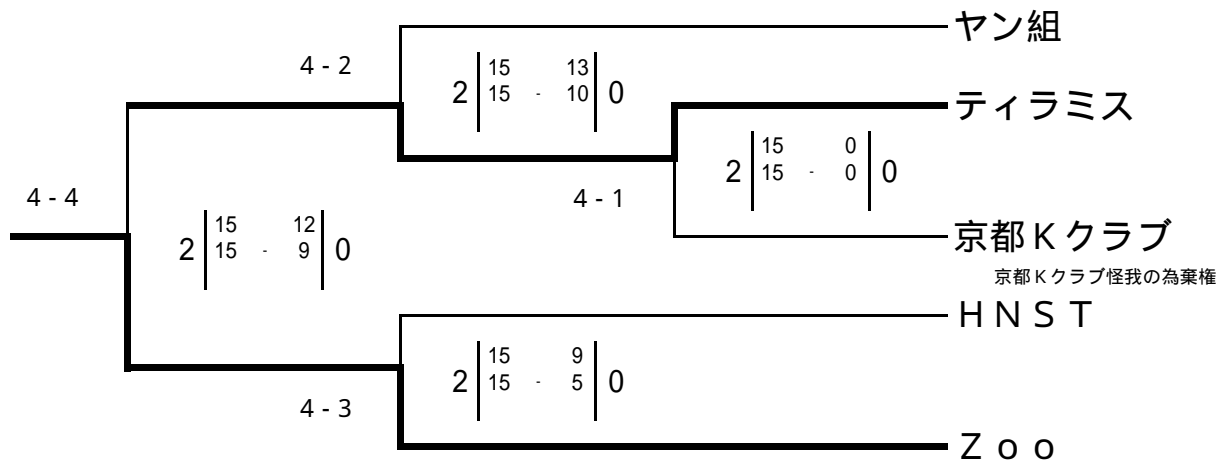 ヤン組
4-2
15 13
2 15 - 10 0
ティラミス
15 0
2 15 - 0 0
4-4
4-1
15 12
2 15 - 9 0
京都Kクラブ
京都Kクラブ怪我の為棄権
HNST
15 9
2 15 - 5 0
4-3
Zoo